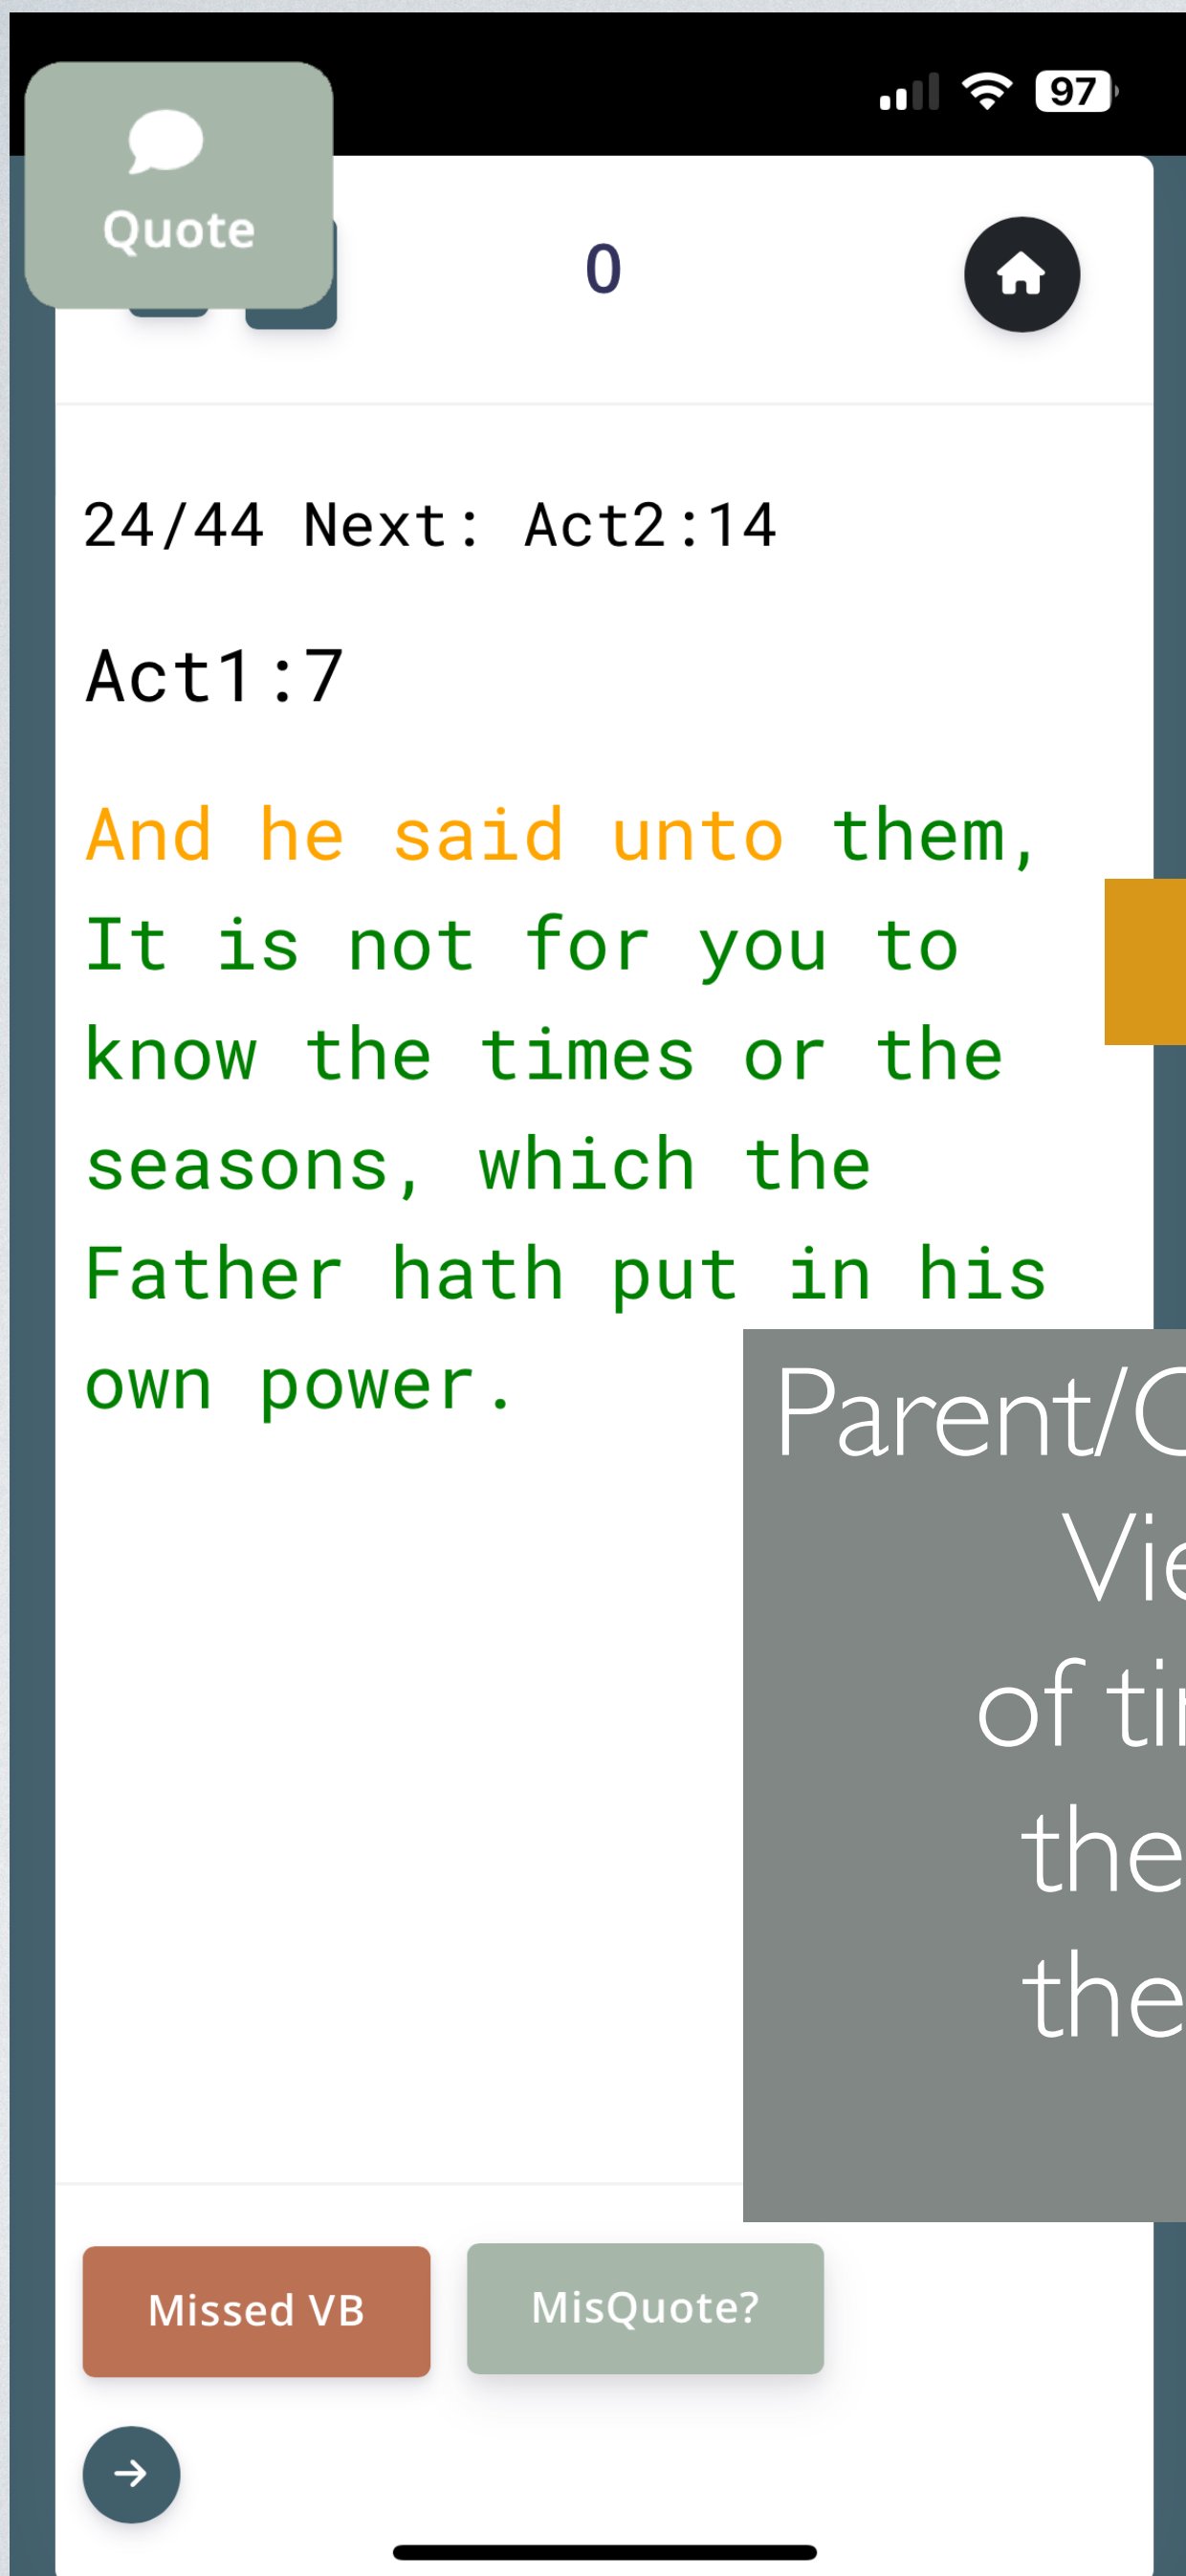 97
Quote
0
24/44 Next: Act2:14
Act1:7
And he said unto them,
It is not for you to
know the times or the
seasons, which the
Father hath put in his
own power.
Parent/
of
the
the
Missed VB
MisQuote?